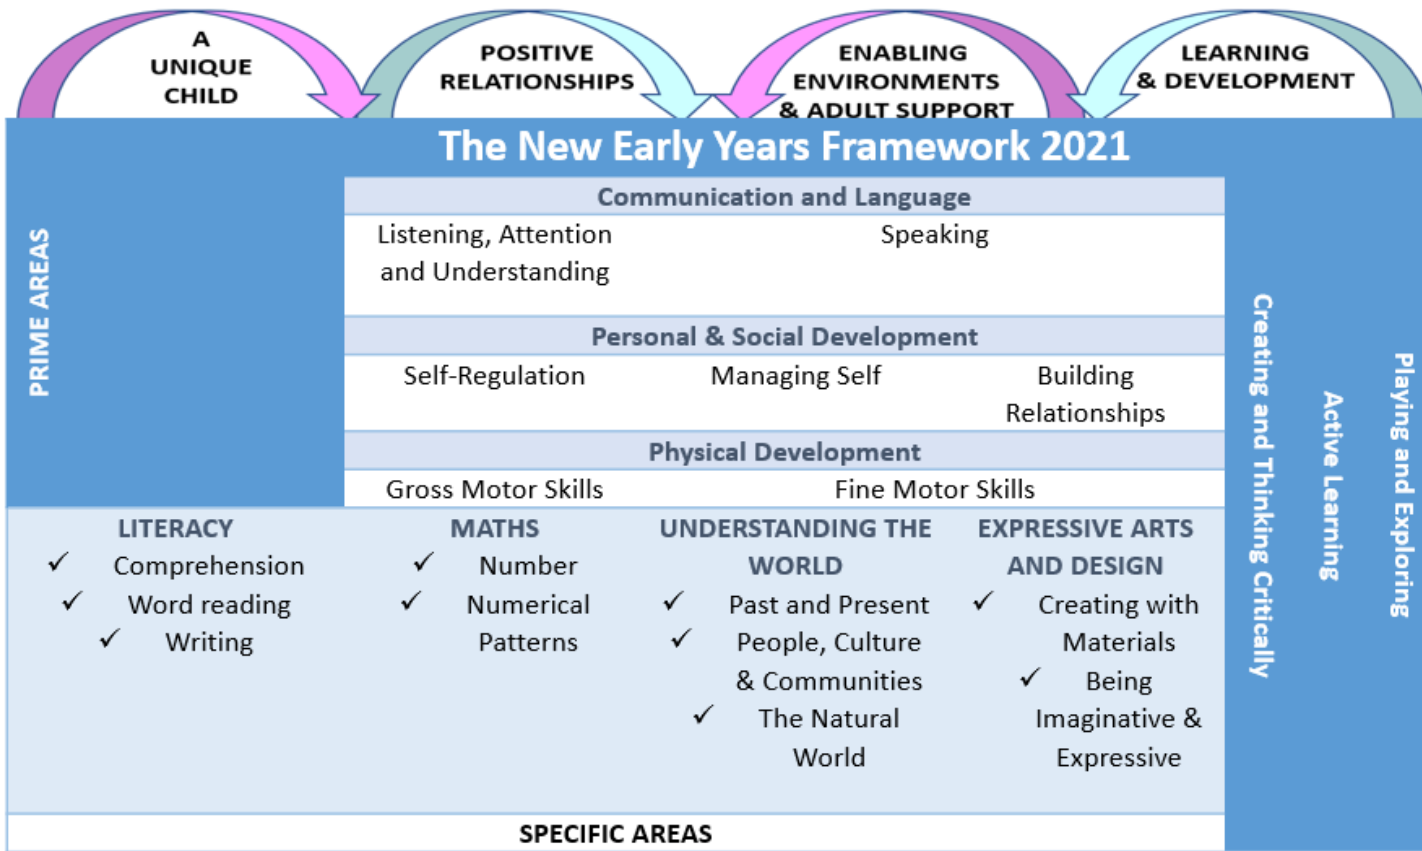 A
UNIQUE
CHILD
POSITIVE
RELATIONSHIPS
ENABLING
ENVIRONMENTS
& ADULT SUPPORT
LEARNING
& DEVELOPMENT
The New Early Years Framework 2021
PRIME AREAS
Communication and Language
Listening, Attention
and Understanding
Speaking
Personal & Social Development
Self-Regulation
Managing Self
Building
Relationships
Physical Development
Gross Motor Skills
Fine Motor Skills
LITERACY
✓ Comprehension
✓ Word reading
✓ Writing
MATHS
✓ Number
✓ Numerical
Patterns
UNDERSTANDING THE
WORLD
✓ Past and Present
✓ People, Culture
& Communities
✓ The Natural
World
EXPRESSIVE ARTS
AND DESIGN
✓ Creating with
Materials
✓ Being
Imaginative &
Expressive
SPECIFIC AREAS
Creating and Thinking Critically
Active Learning
Playing and Exploring